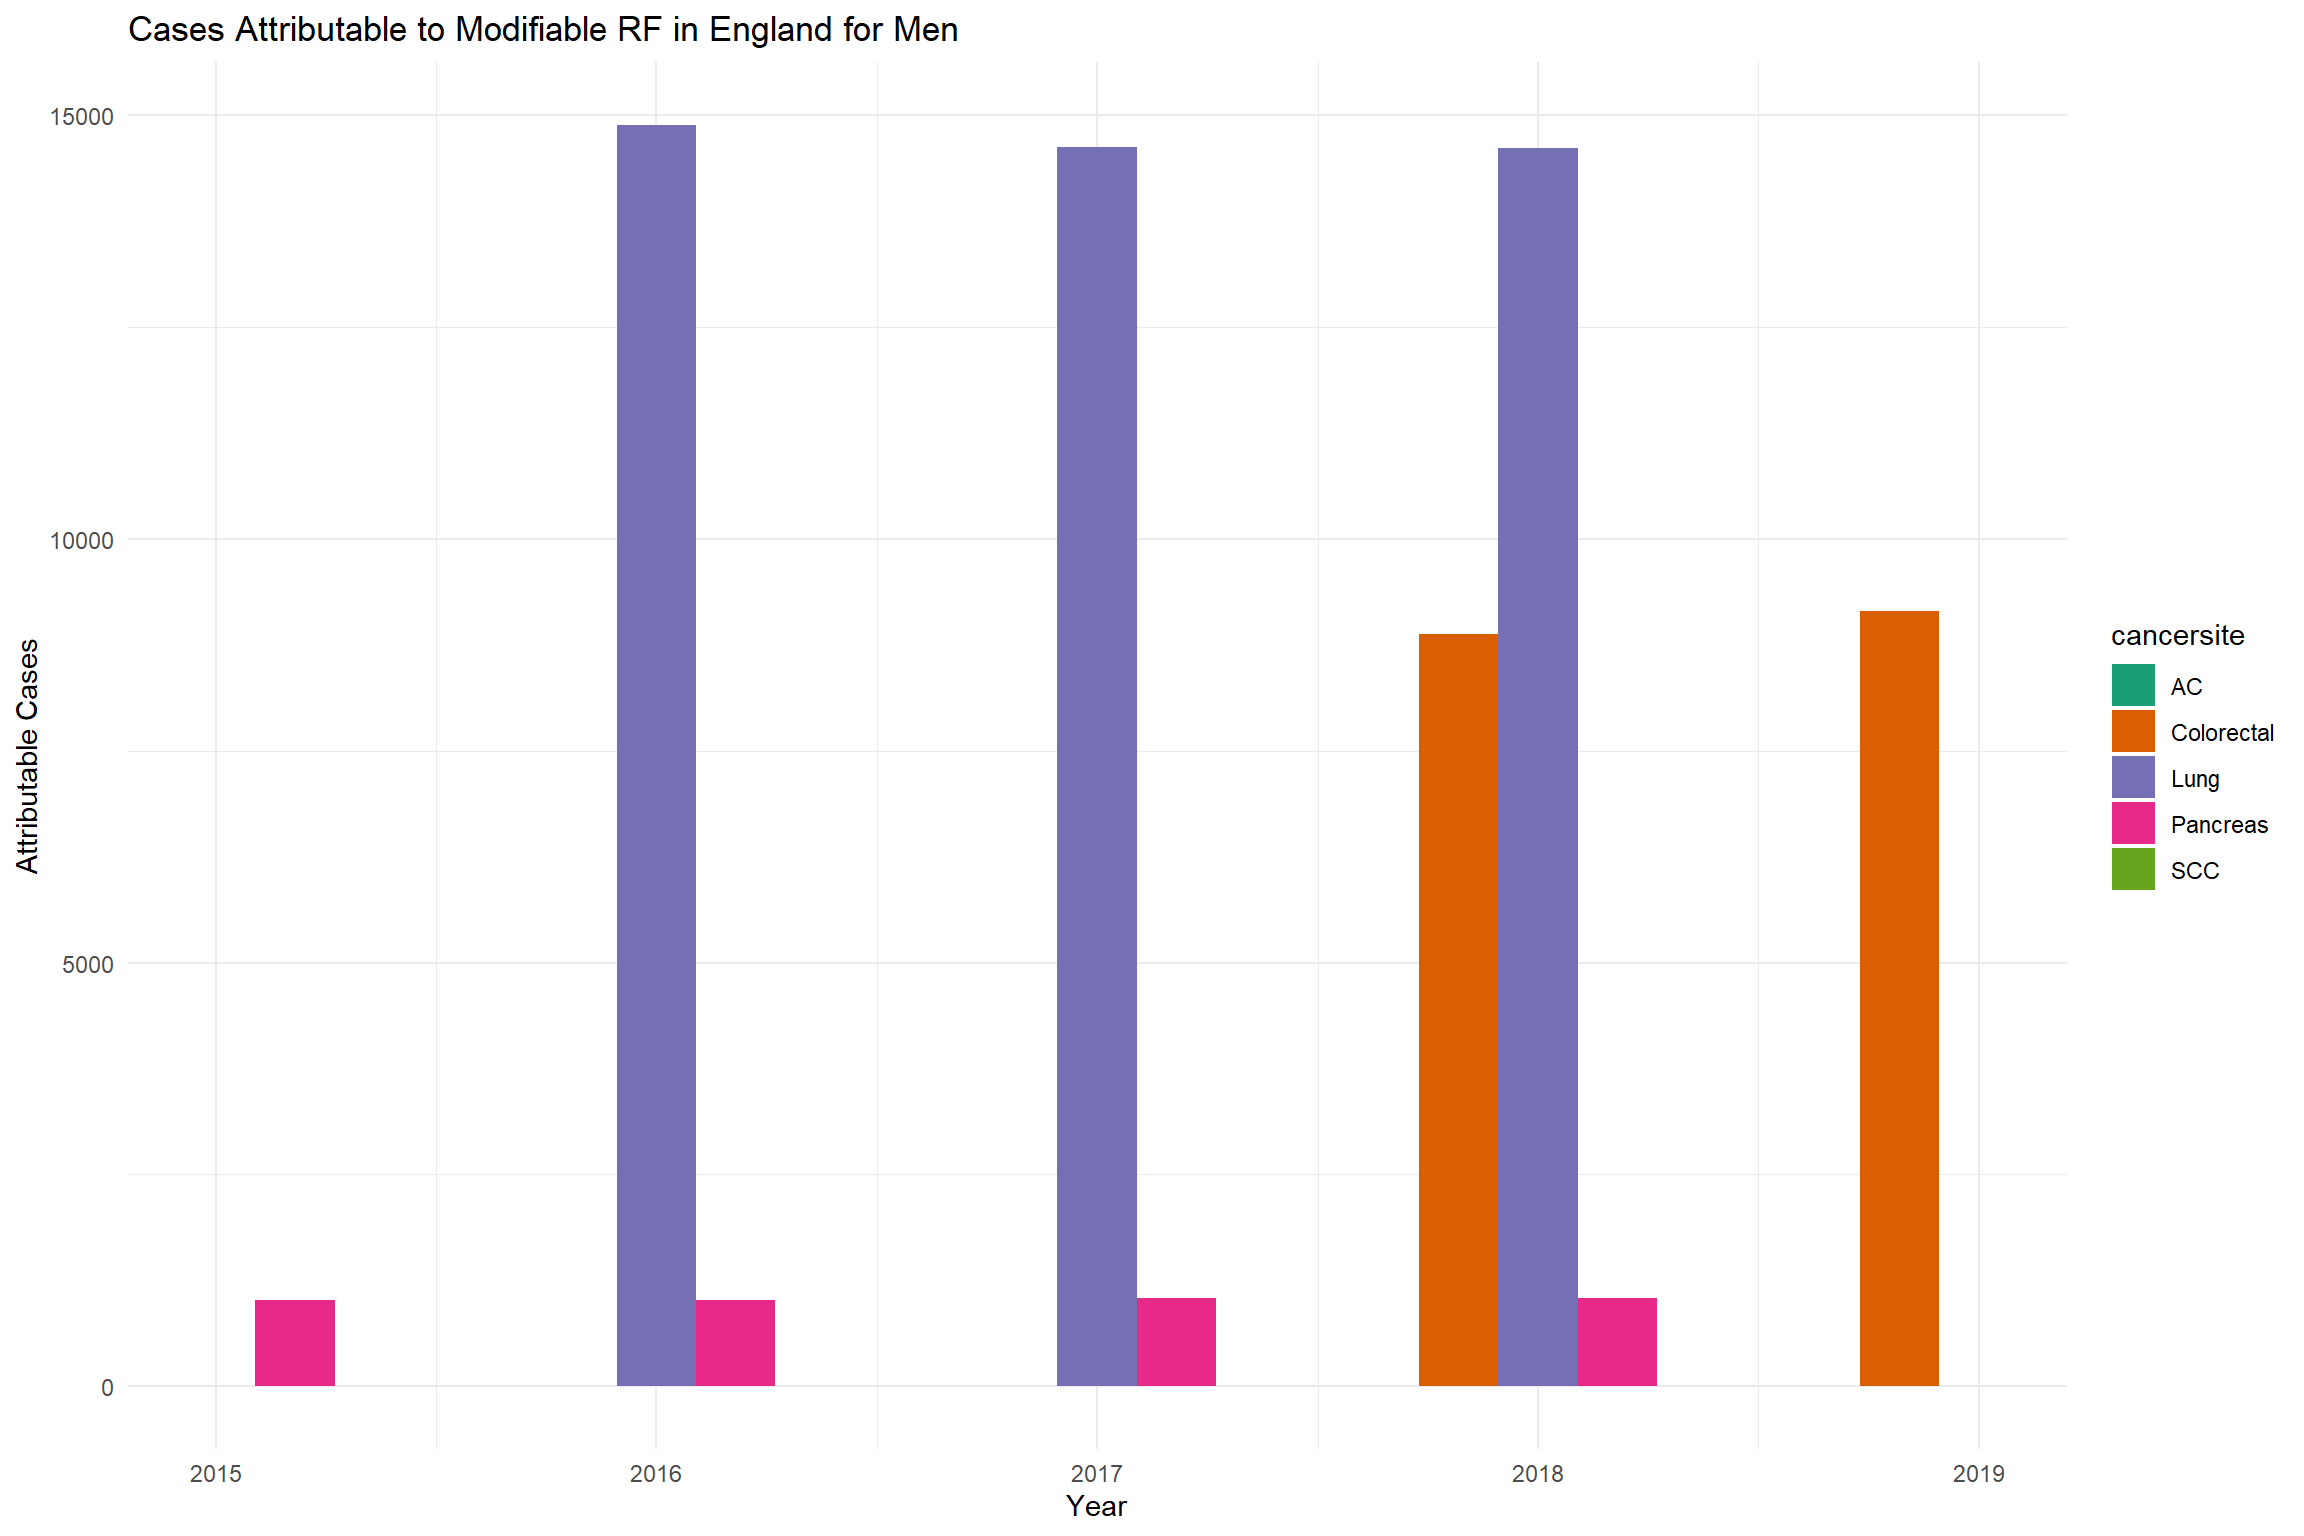 Cases Attributable to Modifiable RF in England for Men
15000
10000
5000
0
Attributable Cases
2015 2016 2017 2018 2019
Year
cancersite
AC
Colorectal
Lung
Pancreas
SCC